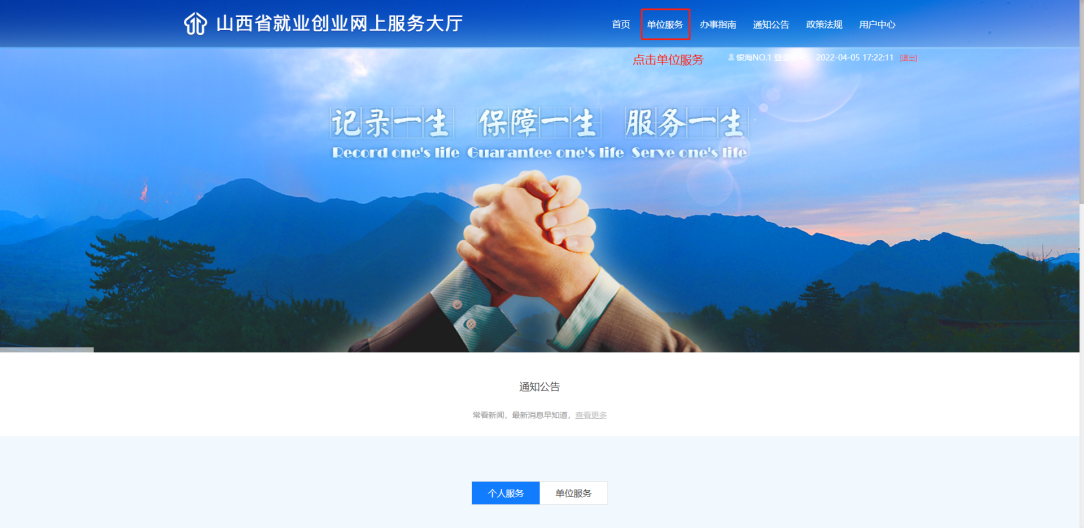 山西省就业创业网上服务大厅
首页 单位服务 办事指南 通知公告 政策法规 用户中心
点击单位服务
2022-04-05 17:22:11 [退出]
记录一生 保障一生 服务一生
Record one's life Guarantee one's life Serve one's life
通知公告
常看新闻，最新消息早知道，查看更多
个人服务 单位服务